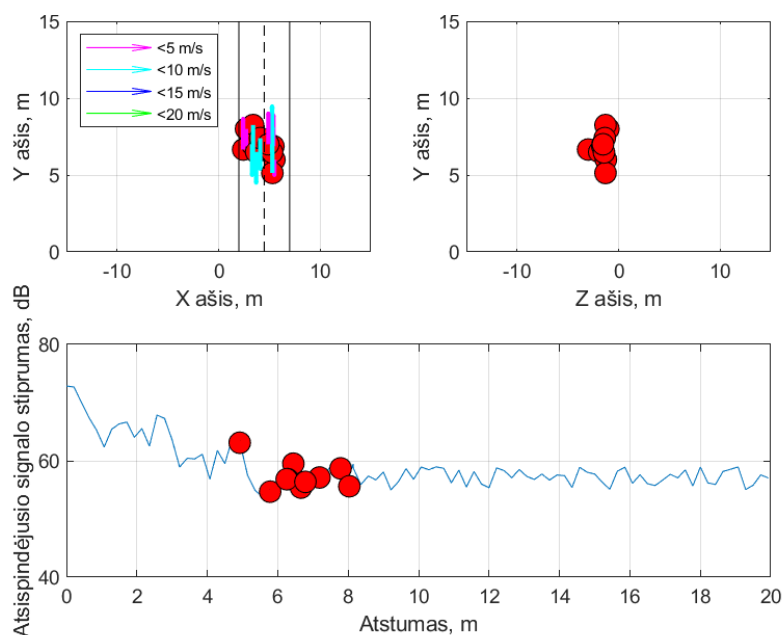 15
10
5
0
Y ašis, m
-10
0
10
X ašis, m
<5 m/s
<10 m/s
<15 m/s
<20 m/s
15
10
5
0
Y ašis, m
-10
0
10
Z ašis, m
80
60
40
Atsispindėjusio signalo stiprumas, dB
0
2
4
6
8
10
12
14
16
18
20
Atstumas, m